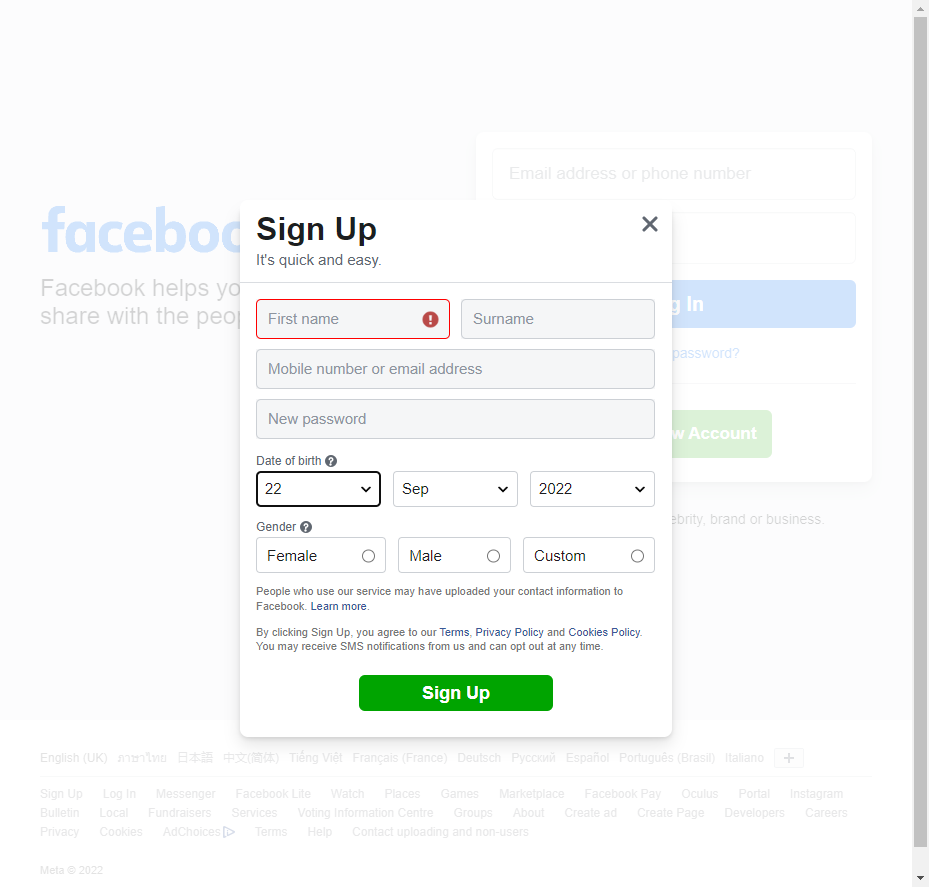 Email address or phone number
facebo
Sign Up
It's quick and easy.
Facebook helps yo
share with the peop
g In
First name
Surname
password?
Mobile number or email address
New password
w Account
Date of birth
22
Sep
2022
ebrity, brand or business.
Gender
Female
Male
Custom
People who use our service may have uploaded your contact information to
Facebook. Learn more.
By clicking Sign Up, you agree to our Terms, Privacy Policy and Cookies Policy.
You may receive SMS notifications from us and can opt out at any time.
Sign Up
English (UK) ภาษาไทย 日本語 中文(简体) Tiếng Việt Français (France) Deutsch Русский Español Português (Brasil) Italiano
Sign Up Log In Messenger Facebook Lite Watch Places Games Marketplace Facebook Pay Oculus Portal Instagram
Bulletin Local Fundraisers Services Voting Information Centre Groups About Create ad Create Page Developers Careers
Privacy Cookies AdChoices Terms Help Contact uploading and non-users
Meta © 2022